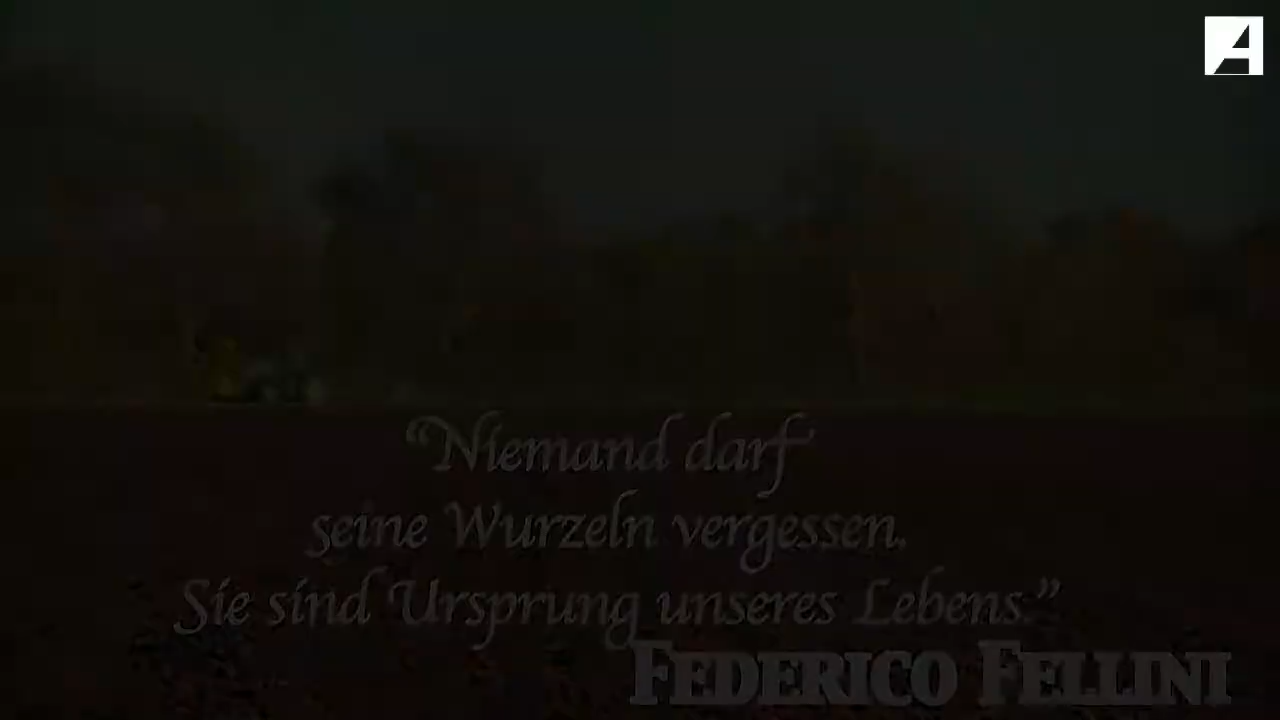 “Niemand darf
seine Wurzeln vergessen.
Sie sind Ursprung unseres Lebens.”
FEDERICO FELLINI